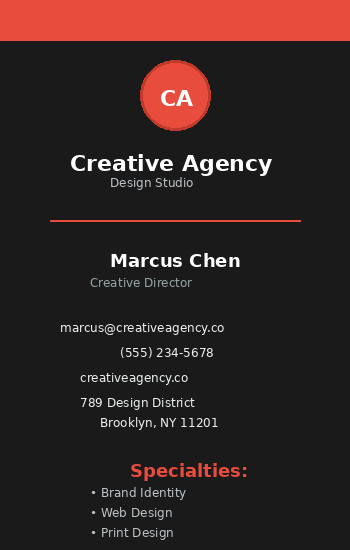 CA
Creative Agency
Design Studio
Marcus Chen
Creative Director
marcus@creativeagency.co
(555) 234-5678
creativeagency.co
789 Design District
Brooklyn, NY 11201
Specialties:
• Brand Identity
• Web Design
• Print Design